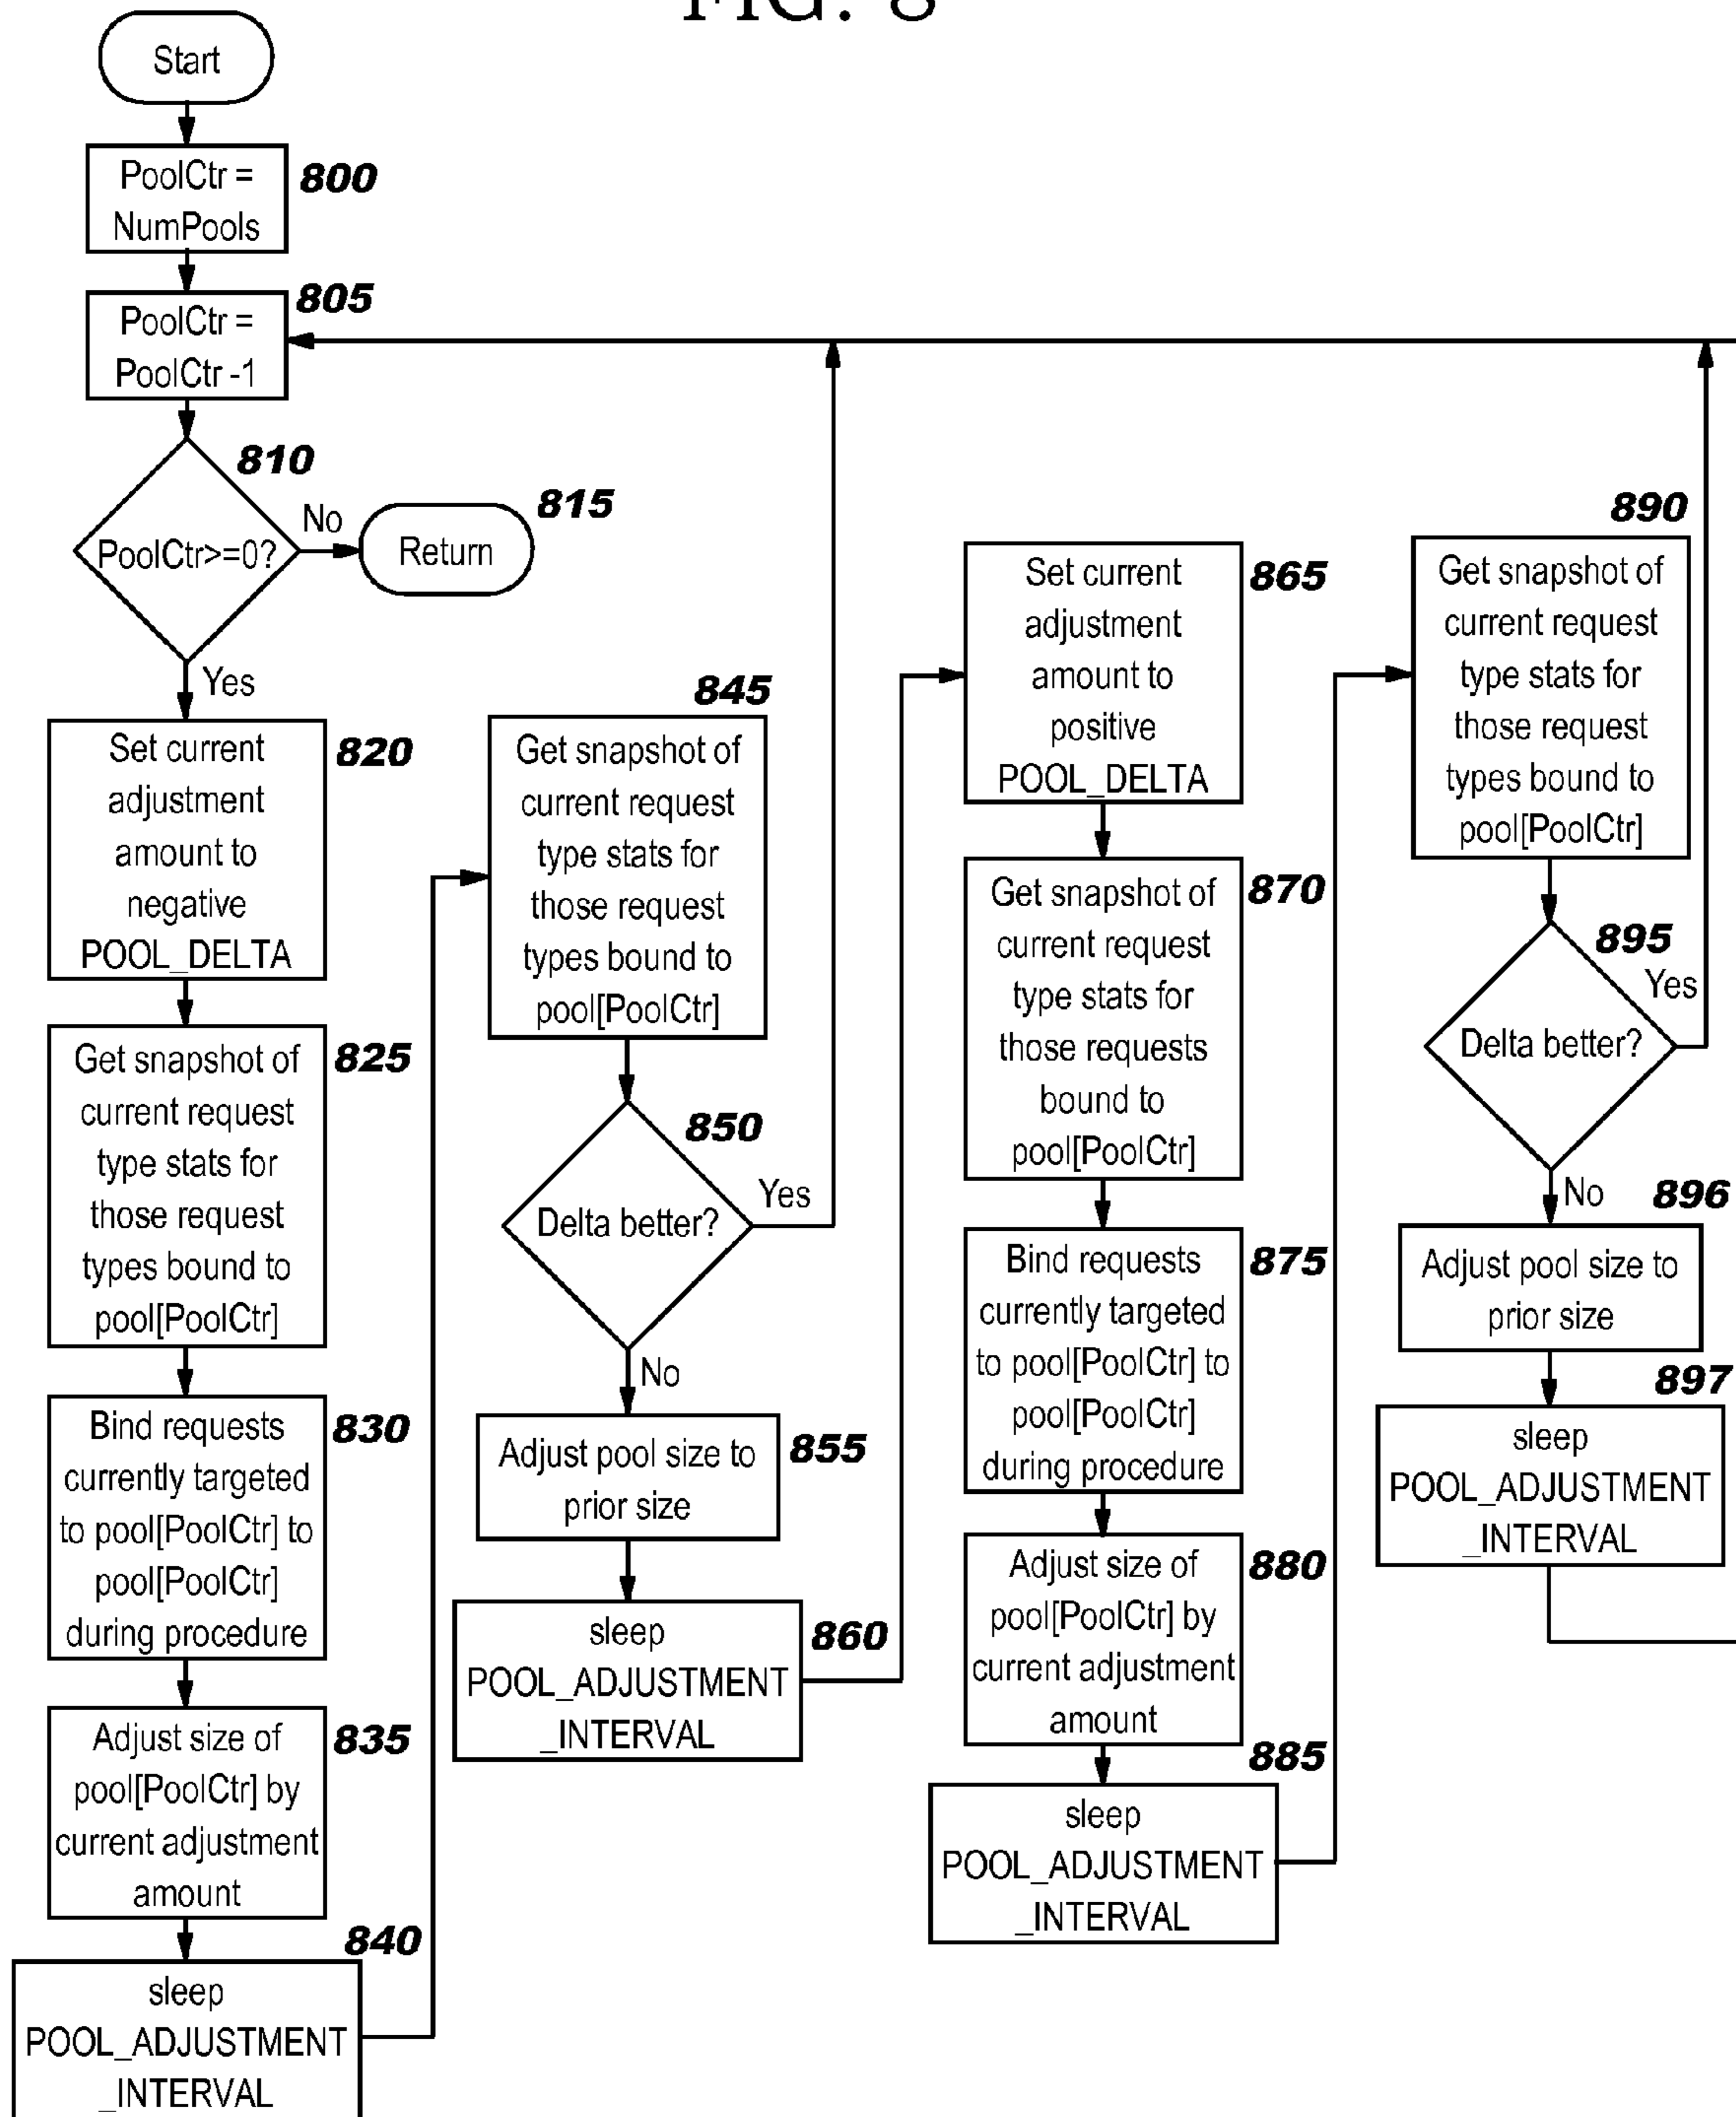 FIG. 8
Start
PoolCtr =
NumPools
800
PoolCtr =
PoolCtr -1
805
810
PoolCtr>=0?
No
815
Return
Yes
Set current
adjustment
amount to
negative
POOL_DELTA
820
Get snapshot of
current request
type stats for
those request
types bound to
pool[PoolCtr]
825
Bind requests
currently targeted
to pool[PoolCtr] to
pool[PoolCtr]
during procedure
830
Adjust size of
pool[PoolCtr] by
current adjustment
amount
835
840
sleep
POOL_ADJUSTMENT
_INTERVAL
845
Get snapshot of
current request
type stats for
those request
types bound to
pool[PoolCtr]
850
Delta better?
Yes
No
Adjust pool size to
prior size
855
sleep
POOL_ADJUSTMENT
_INTERVAL
860
Set current
adjustment
amount to
positive
POOL_DELTA
865
Get snapshot of
current request
type stats for
those requests
bound to
pool[PoolCtr]
870
Bind requests
currently targeted
to pool[PoolCtr] to
pool[PoolCtr]
during procedure
875
Adjust size of
pool[PoolCtr] by
current adjustment
amount
880
885
sleep
POOL_ADJUSTMENT
_INTERVAL
890
Get snapshot of
current request
type stats for
those request
types bound to
pool[PoolCtr]
895
Yes
Delta better?
No
896
Adjust pool size to
prior size
897
sleep
POOL_ADJUSTMENT
_INTERVAL